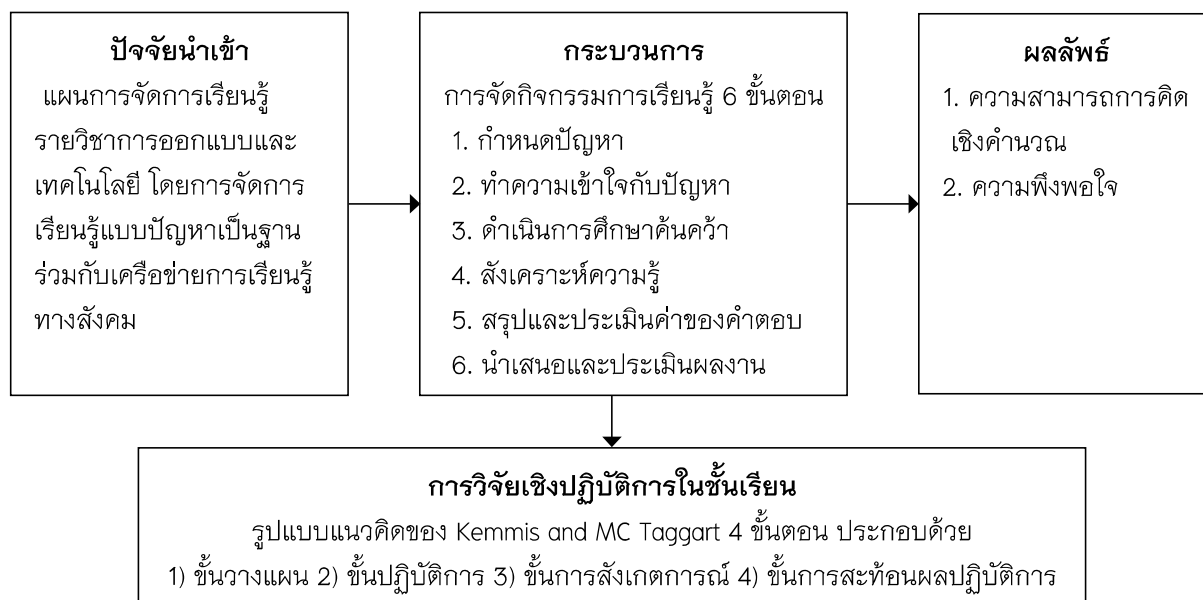 ปัจจัยนำเข้า
แผนการจัดการเรียนรู้
รายวิชาการออกแบบและ
เทคโนโลยี โดยการจัดการ
เรียนรู้แบบปัญหาเป็นฐาน
ร่วมกับเครือข่ายการเรียนรู้
ทางสังคม
กระบวนการ
การจัดกิจกรรมการเรียนรู้ 6 ขั้นตอน
1. กำหนดปัญหา
2. ทำความเข้าใจกับปัญหา
3. ดำเนินการศึกษาค้นคว้า
4. สังเคราะห์ความรู้
5. สรุปและประเมินค่าของคำตอบ
6. นำเสนอและประเมินผลงาน
ผลลัพธ์
1. ความสามารถการคิด
เชิงคำนวณ
2. ความพึงพอใจ
การวิจัยเชิงปฏิบัติการในชั้นเรียน
รูปแบบแนวคิดของ Kemmis and MC Taggart 4 ขั้นตอน ประกอบด้วย
1) ขั้นวางแผน 2) ขั้นปฏิบัติการ 3) ขั้นการสังเกตการณ์ 4) ขั้นการสะท้อนผลปฏิบัติการ